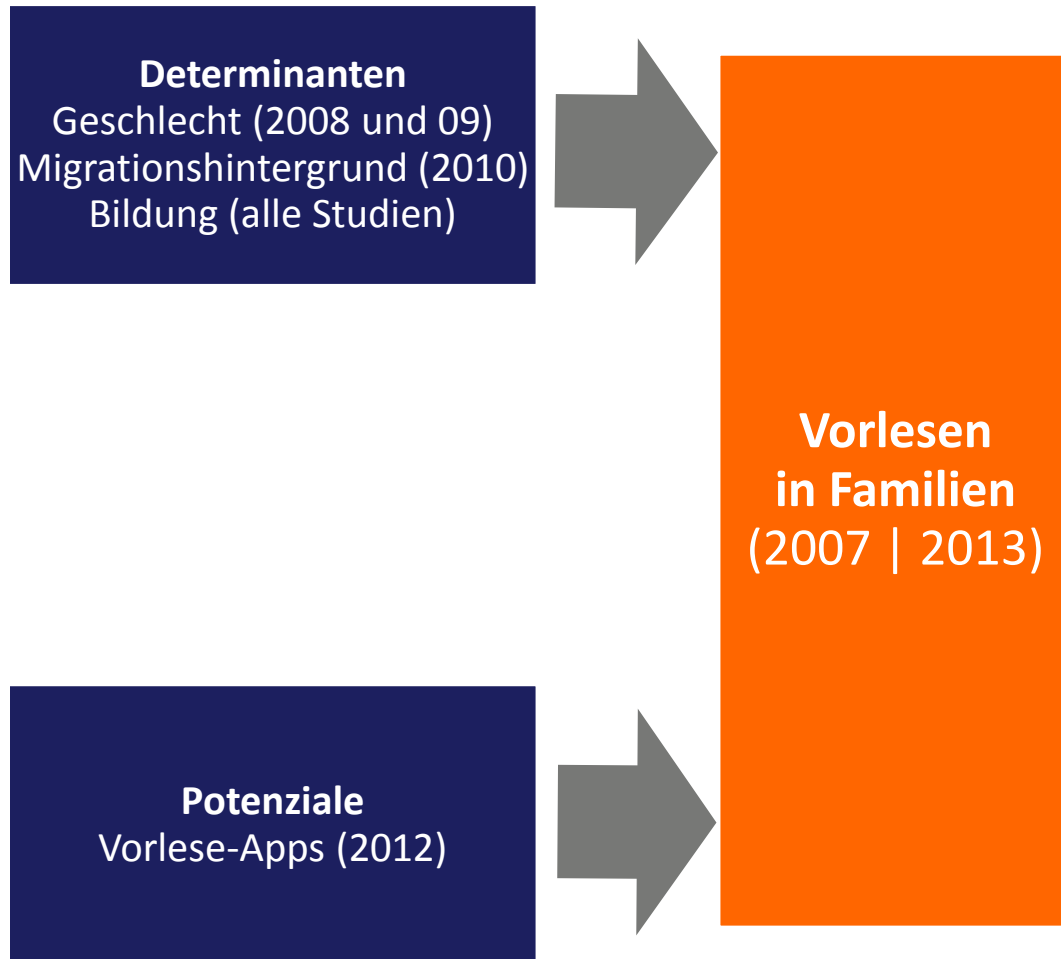 Determinanten
Geschlecht (2008 und 09)
Migrationshintergrund (2010)
Bildung (alle Studien)
Vorlesen
in Familien
(2007 | 2013)
Potenziale
Vorlese-Apps (2012)